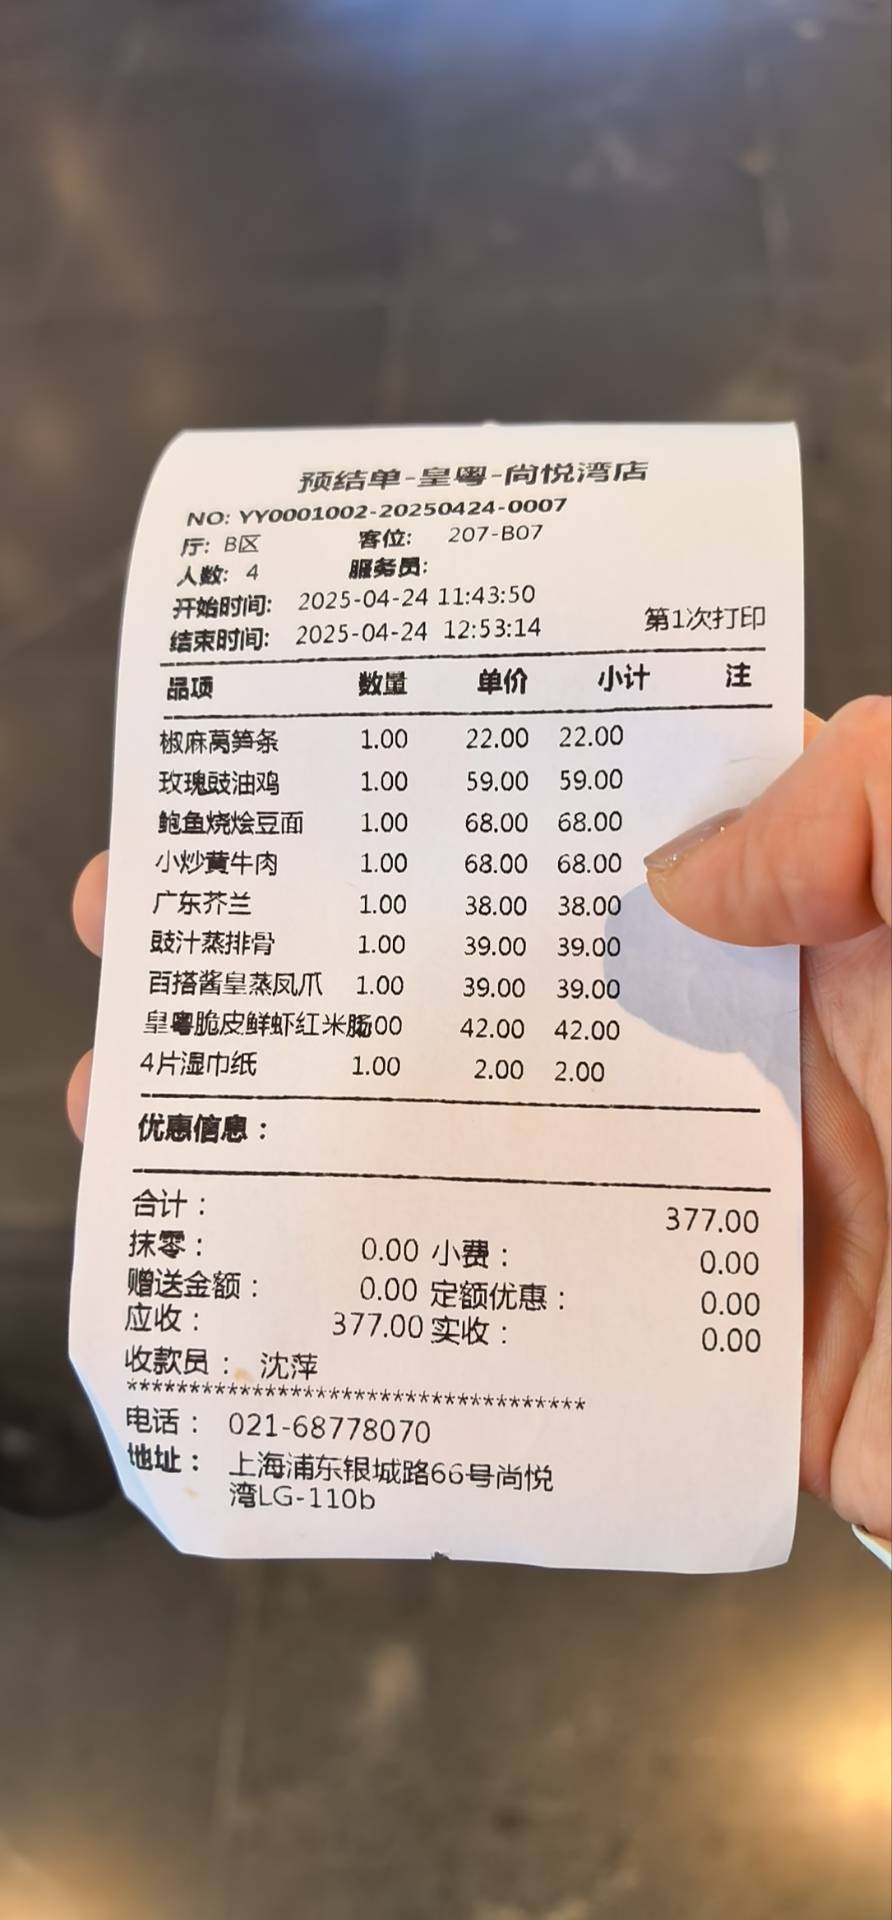 预结单-皇粤-尚悦湾店
NO: YY0001002-20250424-0007
厅: B区 客位: 207-B07
人数: 4 服务员:
开始时间: 2025-04-24 11:43:50
结束时间: 2025-04-24 12:53:14 第1次打印
品项 数量 单价 小计 注
椒麻莴笋条 1.00 22.00 22.00
玫瑰豉油鸡 1.00 59.00 59.00
鲍鱼烧烩豆面 1.00 68.00 68.00
小炒黄牛肉 1.00 68.00 68.00
广东芥兰 1.00 38.00 38.00
豉汁蒸排骨 1.00 39.00 39.00
百搭酱皇蒸凤爪 1.00 39.00 39.00
皇粤脆皮鲜虾红米肠.00 42.00 42.00
4片湿巾纸 1.00 2.00 2.00
优惠信息：
合计： 377.00
抹零： 0.00 小费： 0.00
赠送金额： 0.00 定额优惠： 0.00
应收： 377.00 实收： 0.00
收款员： 沈萍
*************************************
电话： 021-68778070
地址： 上海浦东银城路66号尚悦
湾LG-110b